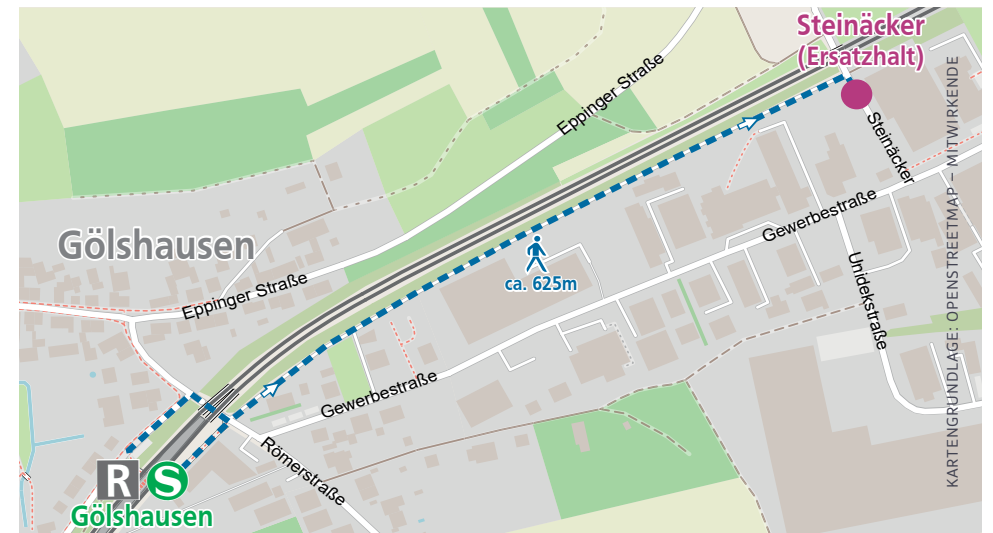 Steinäcker
(Ersatzhalt)
Eppinger Straße
Steinäcker
KARTENGRUNDLAGE: OPENSTREETMAP – MITWIRKENDE
Gewerbestraße
Gölshausen
ca. 625m
Eppinger Straße
Unidekstraße
Gewerbestraße
Römerstraße
R S
Gölshausen